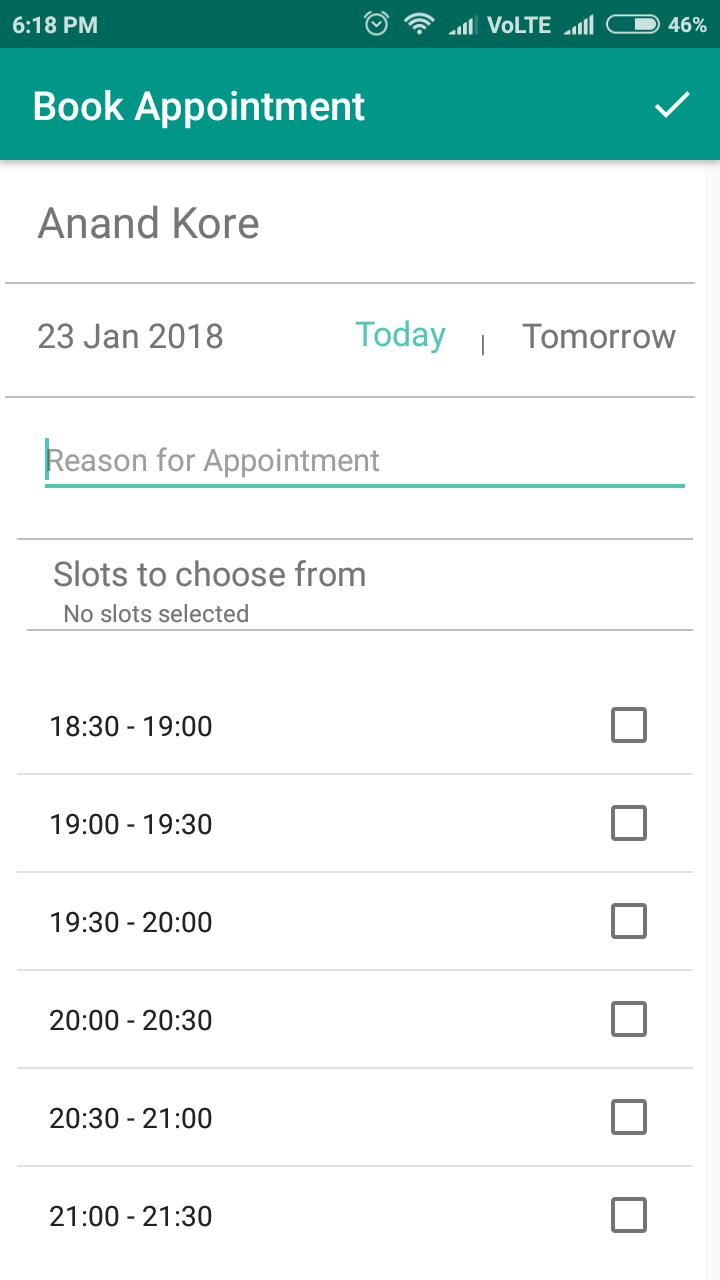 6:18 PM VoLTE 46%
Book Appointment
Anand Kore
23 Jan 2018 Today | Tomorrow
Reason for Appointment
Slots to choose from
No slots selected
18:30 - 19:00
19:00 - 19:30
19:30 - 20:00
20:00 - 20:30
20:30 - 21:00
21:00 - 21:30